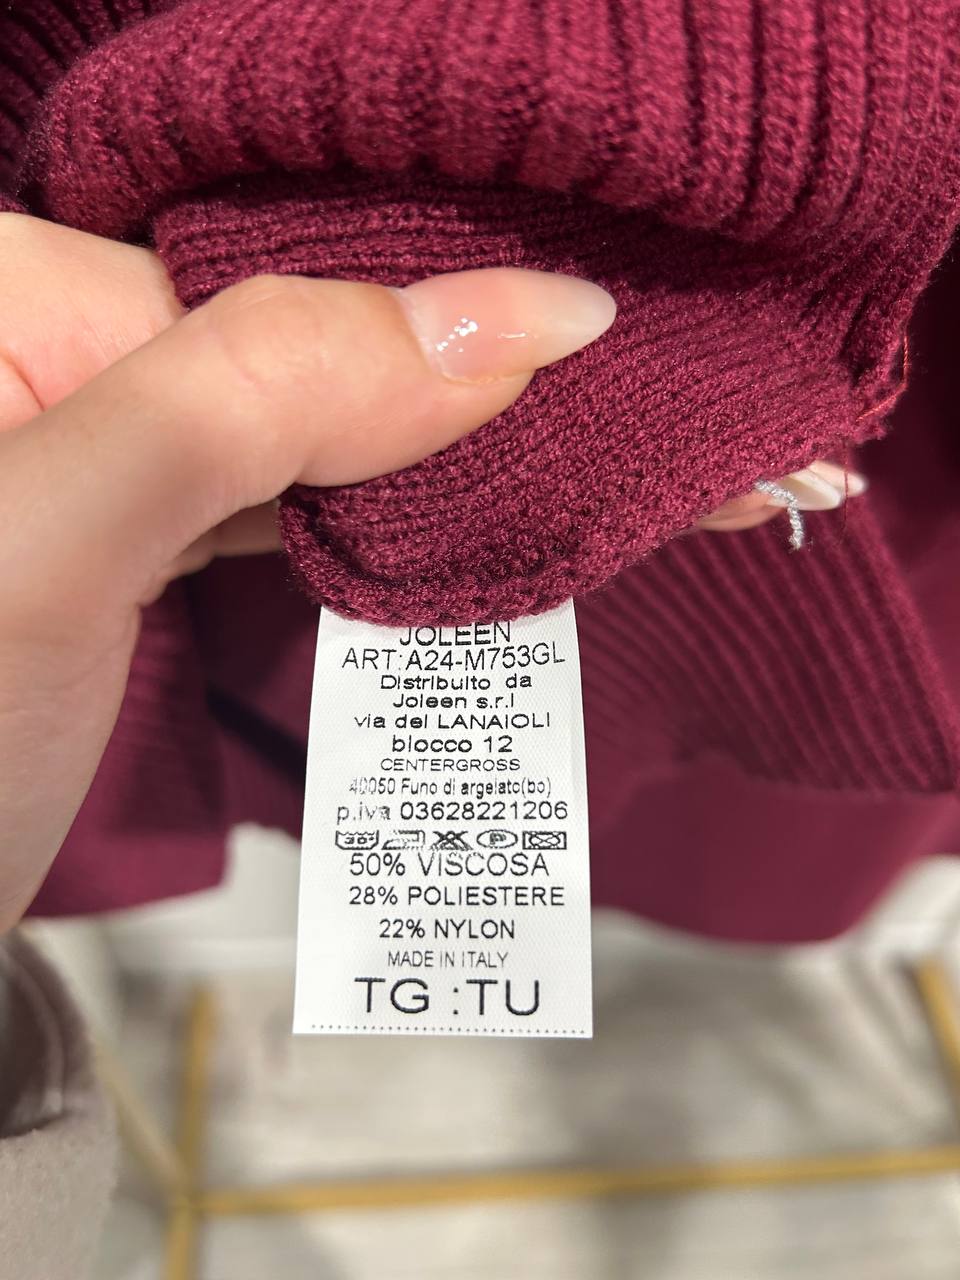 JOLEEN
ART:A24-M753GL
Distribuito da
Joleen s.r.l
via dei LANAIOLI
blocco 12
CENTERGROSS
40050 Funo di argelato(bo)
p.iva 03628221206
50% VISCOSA
28% POLIESTERE
22% NYLON
MADE IN ITALY
TG :TU